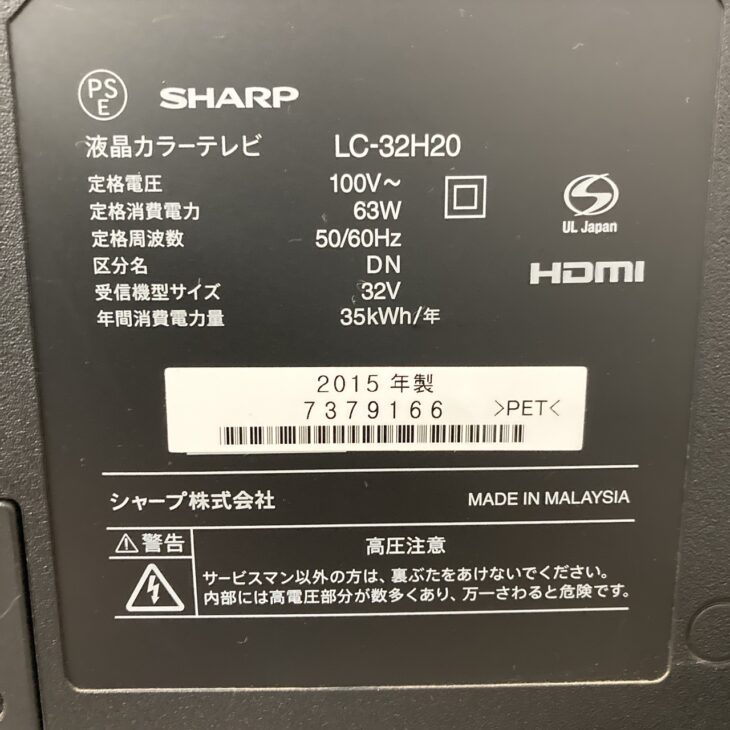 PS
E
SHARP
液晶カラーテレビ LC-32H20
定格電圧 100V～
定格消費電力 63W
定格周波数 50/60Hz
区分名 DN
受信機型サイズ 32V
年間消費電力量 35kWh/年
UL Japan
HDMI
2015年製
7379166 >PET<
シャープ株式会社 MADE IN MALAYSIA
警告 高圧注意
サービスマン以外の方は、裏ぶたをあけないでください。
内部には高電圧部分が数多くあり、万一さわると危険です。